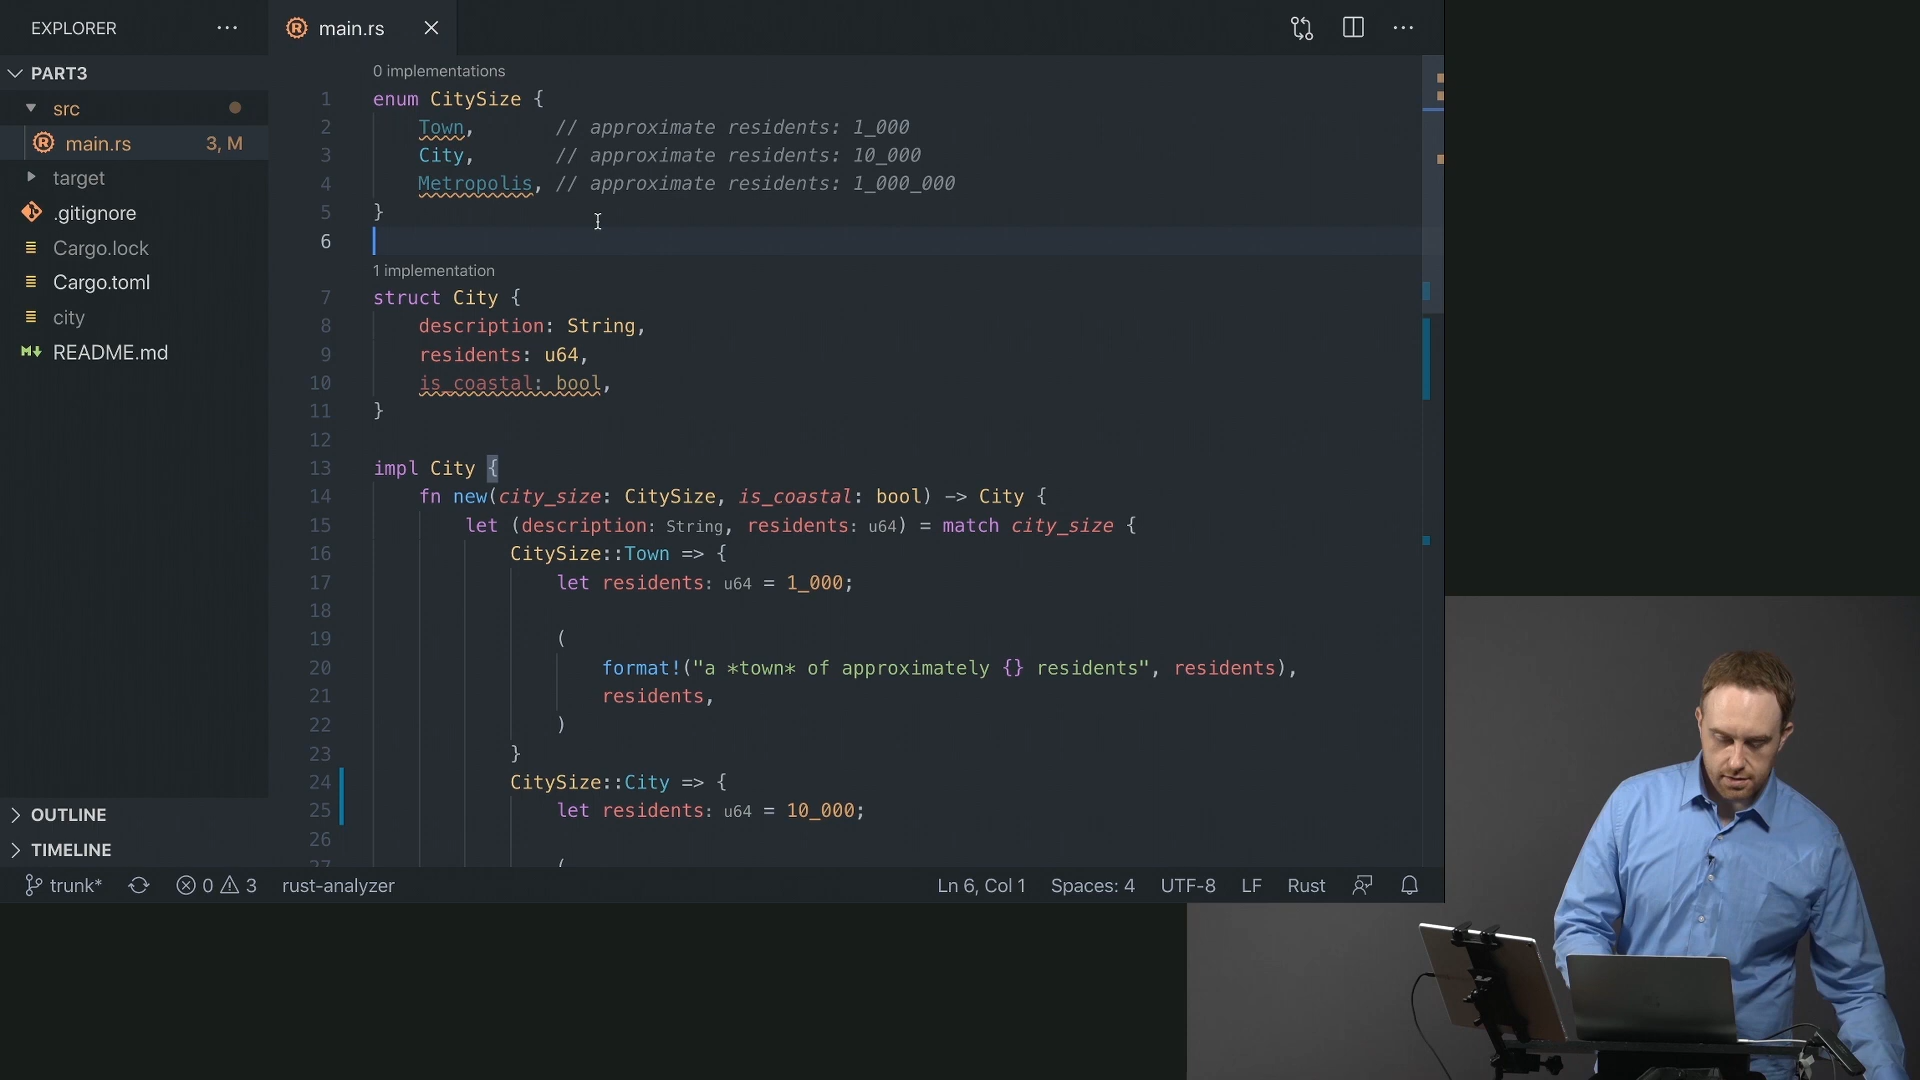 EXPLORER
PART3
src
main.rs 3, M
target
.gitignore
Cargo.lock
Cargo.toml
city
README.md
OUTLINE
TIMELINE
main.rs
0 implementations
1 enum CitySize {
2 Town, // approximate residents: 1_000
3 City, // approximate residents: 10_000
4 Metropolis, // approximate residents: 1_000_000
5 }
6
1 implementation
7 struct City {
8 description: String,
9 residents: u64,
10 is_coastal: bool,
11 }
12
13 impl City {
14 fn new(city_size: CitySize, is_coastal: bool) -> City {
15 let (description: String, residents: u64) = match city_size {
16 CitySize::Town => {
17 let residents: u64 = 1_000;
18
19 (
20 format!("a *town* of approximately {} residents", residents),
21 residents,
22 )
23 }
24 CitySize::City => {
25 let residents: u64 = 10_000;
26
27 (
trunk* 0 3 rust-analyzer Ln 6, Col 1 Spaces: 4 UTF-8 LF Rust